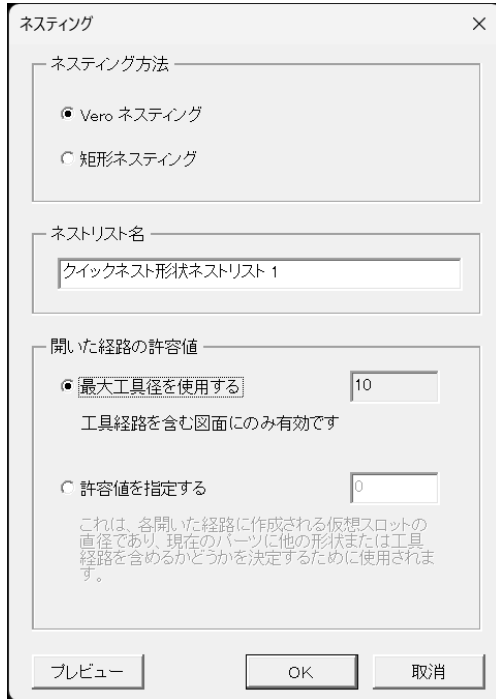 ネスティング
ネスティング方法
Vero ネスティング
矩形ネスティング
ネストリスト名
クイックネスト形状ネストリスト 1
開いた経路の許容値
最大工具径を使用する 10
工具経路を含む図面にのみ有効です
許容値を指定する 0
これは、各開いた経路に作成される仮想スロットの
直径であり、現在のパーツに他の形状または工具
経路を含めるかどうかを決定するために使用されま
す。
プレビュー OK 取消